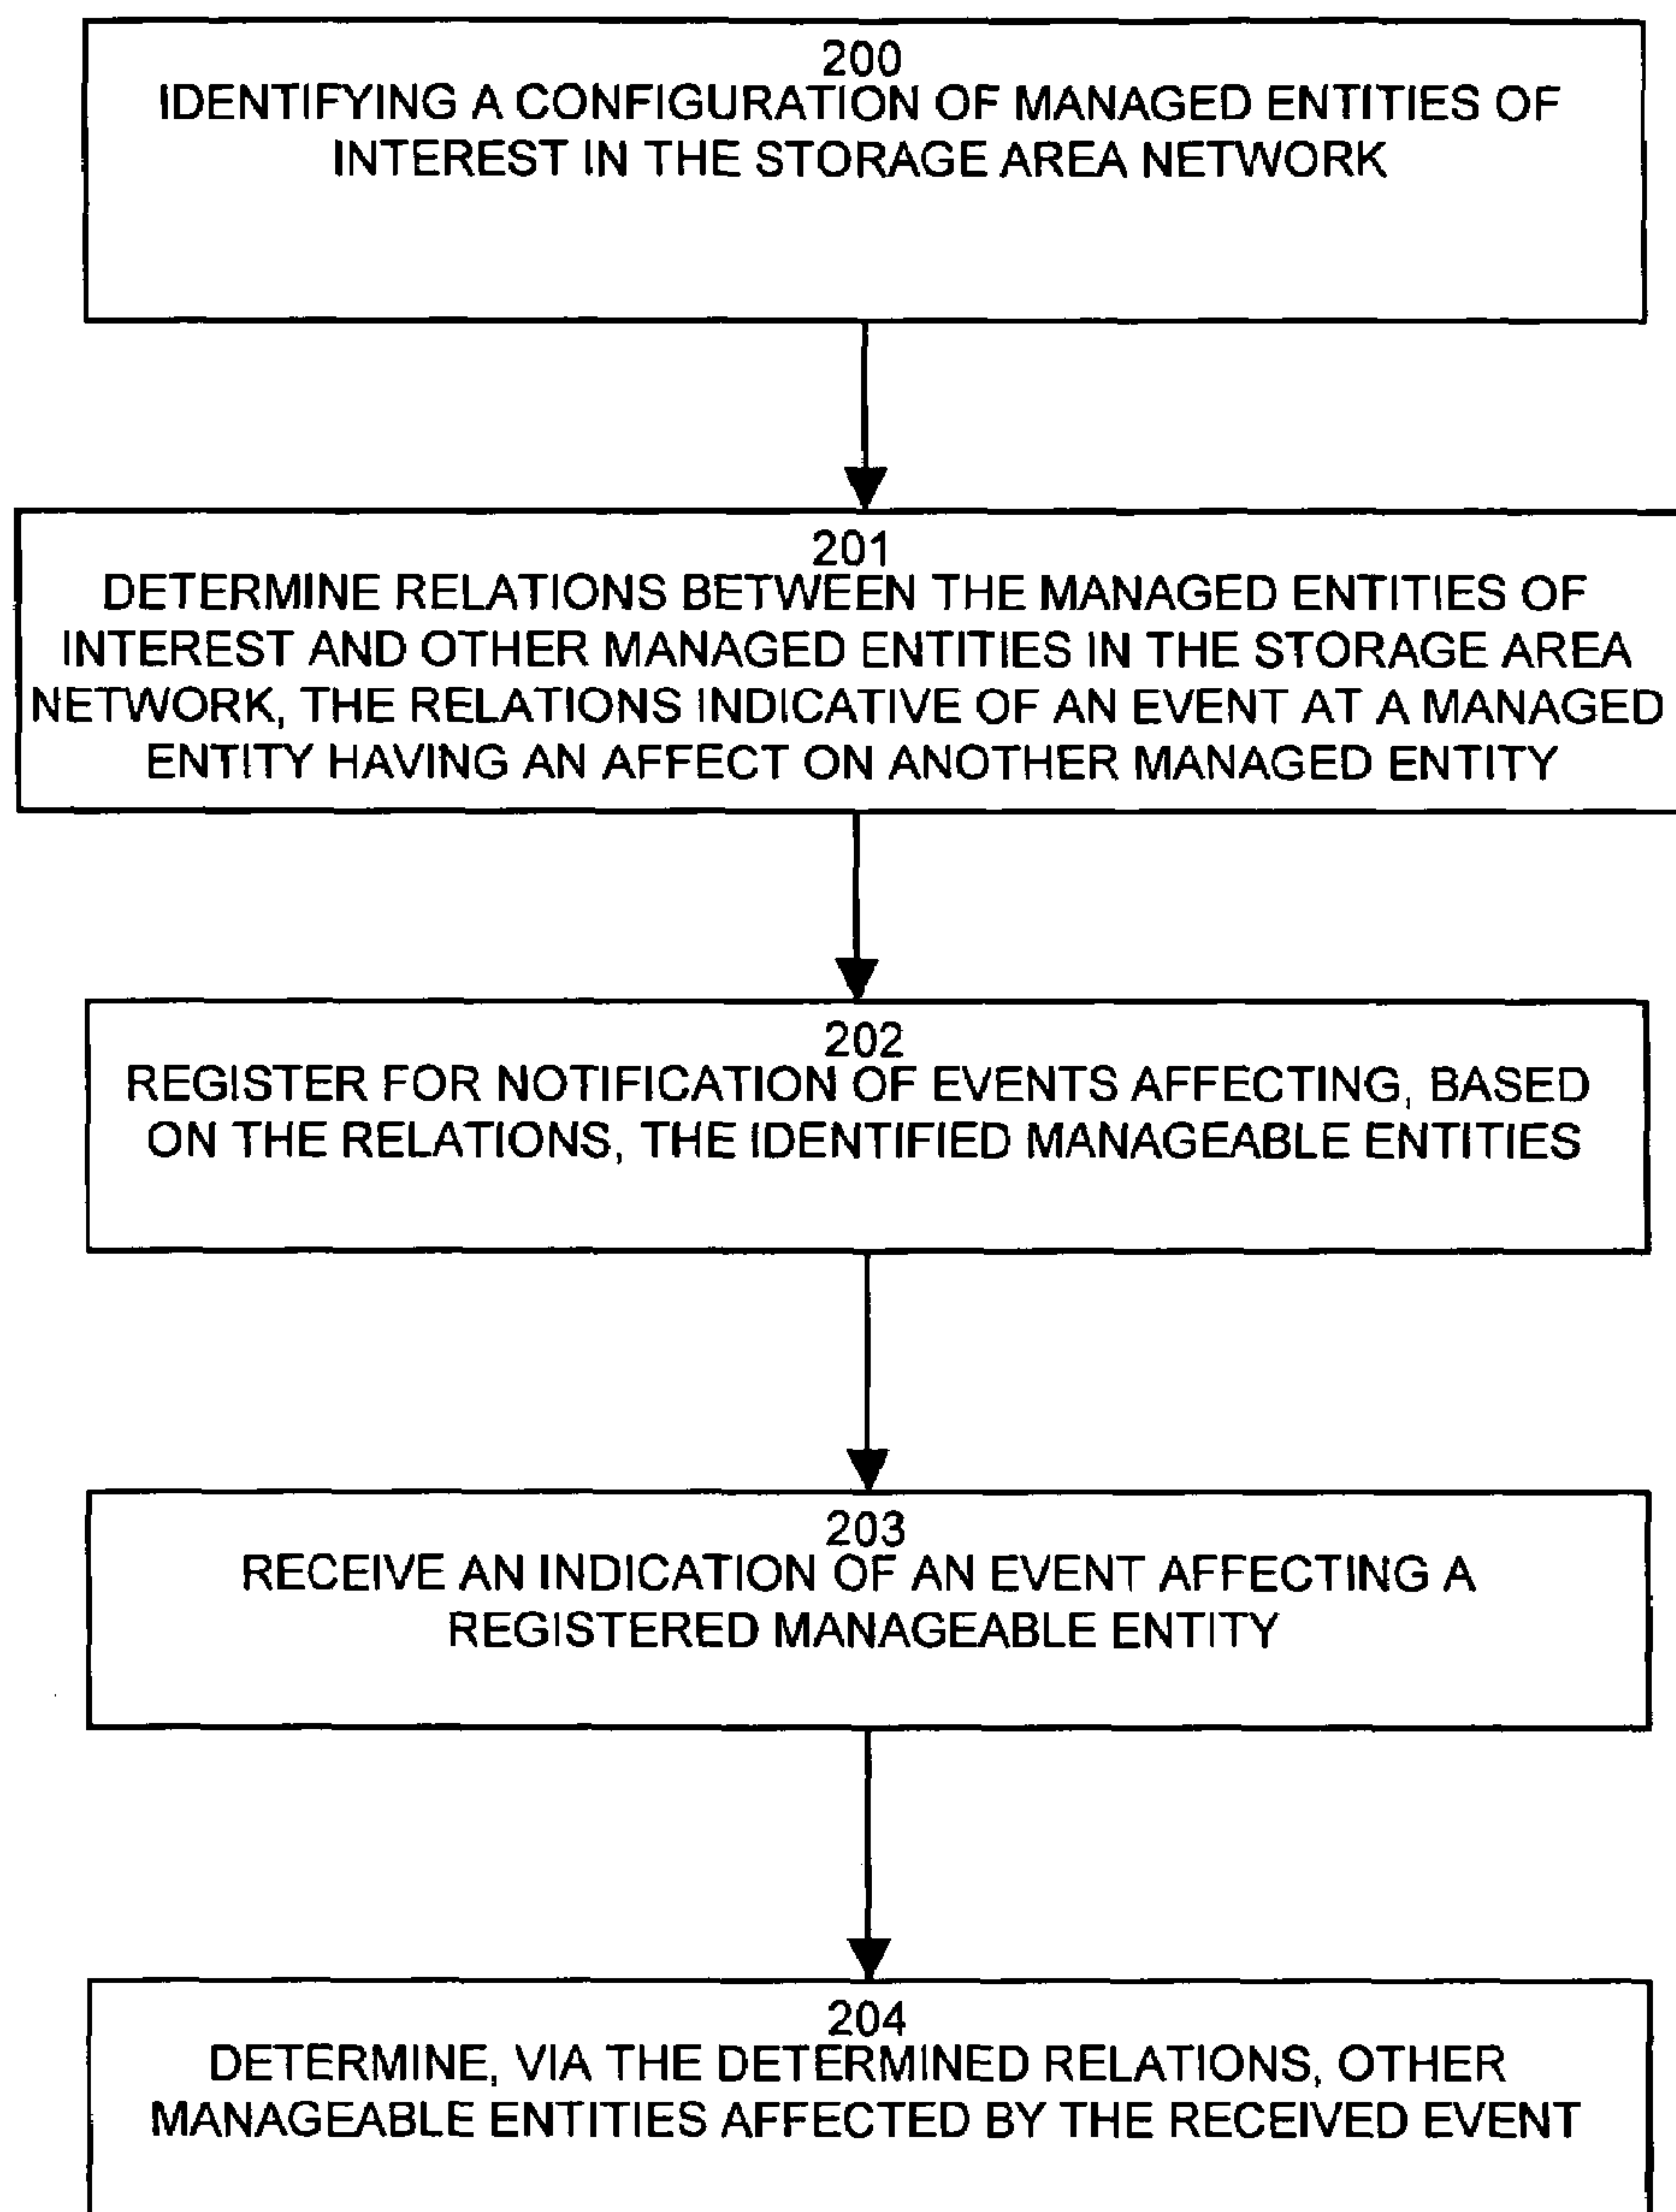 200
IDENTIFYING A CONFIGURATION OF MANAGED ENTITIES OF
INTEREST IN THE STORAGE AREA NETWORK
201
DETERMINE RELATIONS BETWEEN THE MANAGED ENTITIES OF
INTEREST AND OTHER MANAGED ENTITIES IN THE STORAGE AREA
NETWORK, THE RELATIONS INDICATIVE OF AN EVENT AT A MANAGED
ENTITY HAVING AN AFFECT ON ANOTHER MANAGED ENTITY
202
REGISTER FOR NOTIFICATION OF EVENTS AFFECTING, BASED
ON THE RELATIONS, THE IDENTIFIED MANAGEABLE ENTITIES
203
RECEIVE AN INDICATION OF AN EVENT AFFECTING A
REGISTERED MANAGEABLE ENTITY
204
DETERMINE, VIA THE DETERMINED RELATIONS, OTHER
MANAGEABLE ENTITIES AFFECTED BY THE RECEIVED EVENT